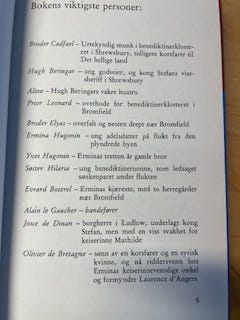 Bokens viktigste personer:
Broder Cadfael – Urtekyndig munk i benediktinerkloste-
ret i Shrewsbury, tidligere korsfarer til
Det hellige land
Hugh Beringar – ung godseier, og kong Stefans vise-
sheriff i Shrewsbury
Aline – Hugh Beringars vakre hustru
Prior Leonard – overhode for benediktinerklosteret i
Bromfield
Broder Elyas – overfalt og nesten drept nær Bromfield
Ermina Hugonin – ung adelsdatter på flukt fra den
plyndrede byen
Yves Hugonin – Erminas tretten år gamle bror
Søster Hilaria – ung benediktinernonne, som ledsaget
søskenparet under flukten
Evrard Boterel – Erminas kjæreste, med to herregårder
nær Bromfield
Alain le Gaucher – bandefører
Josce de Dinan – borgherre i Ludlow, underlagt kong
Stefan, men med en viss svakhet for
keiserinne Mathilde
Olivier de Bretagne – sønn av en korsfarer og en syrisk
kvinne, og nå riddersvenn hos
Erminas keiserinnevennlige onkel
og formynder Laurence d'Angers
5